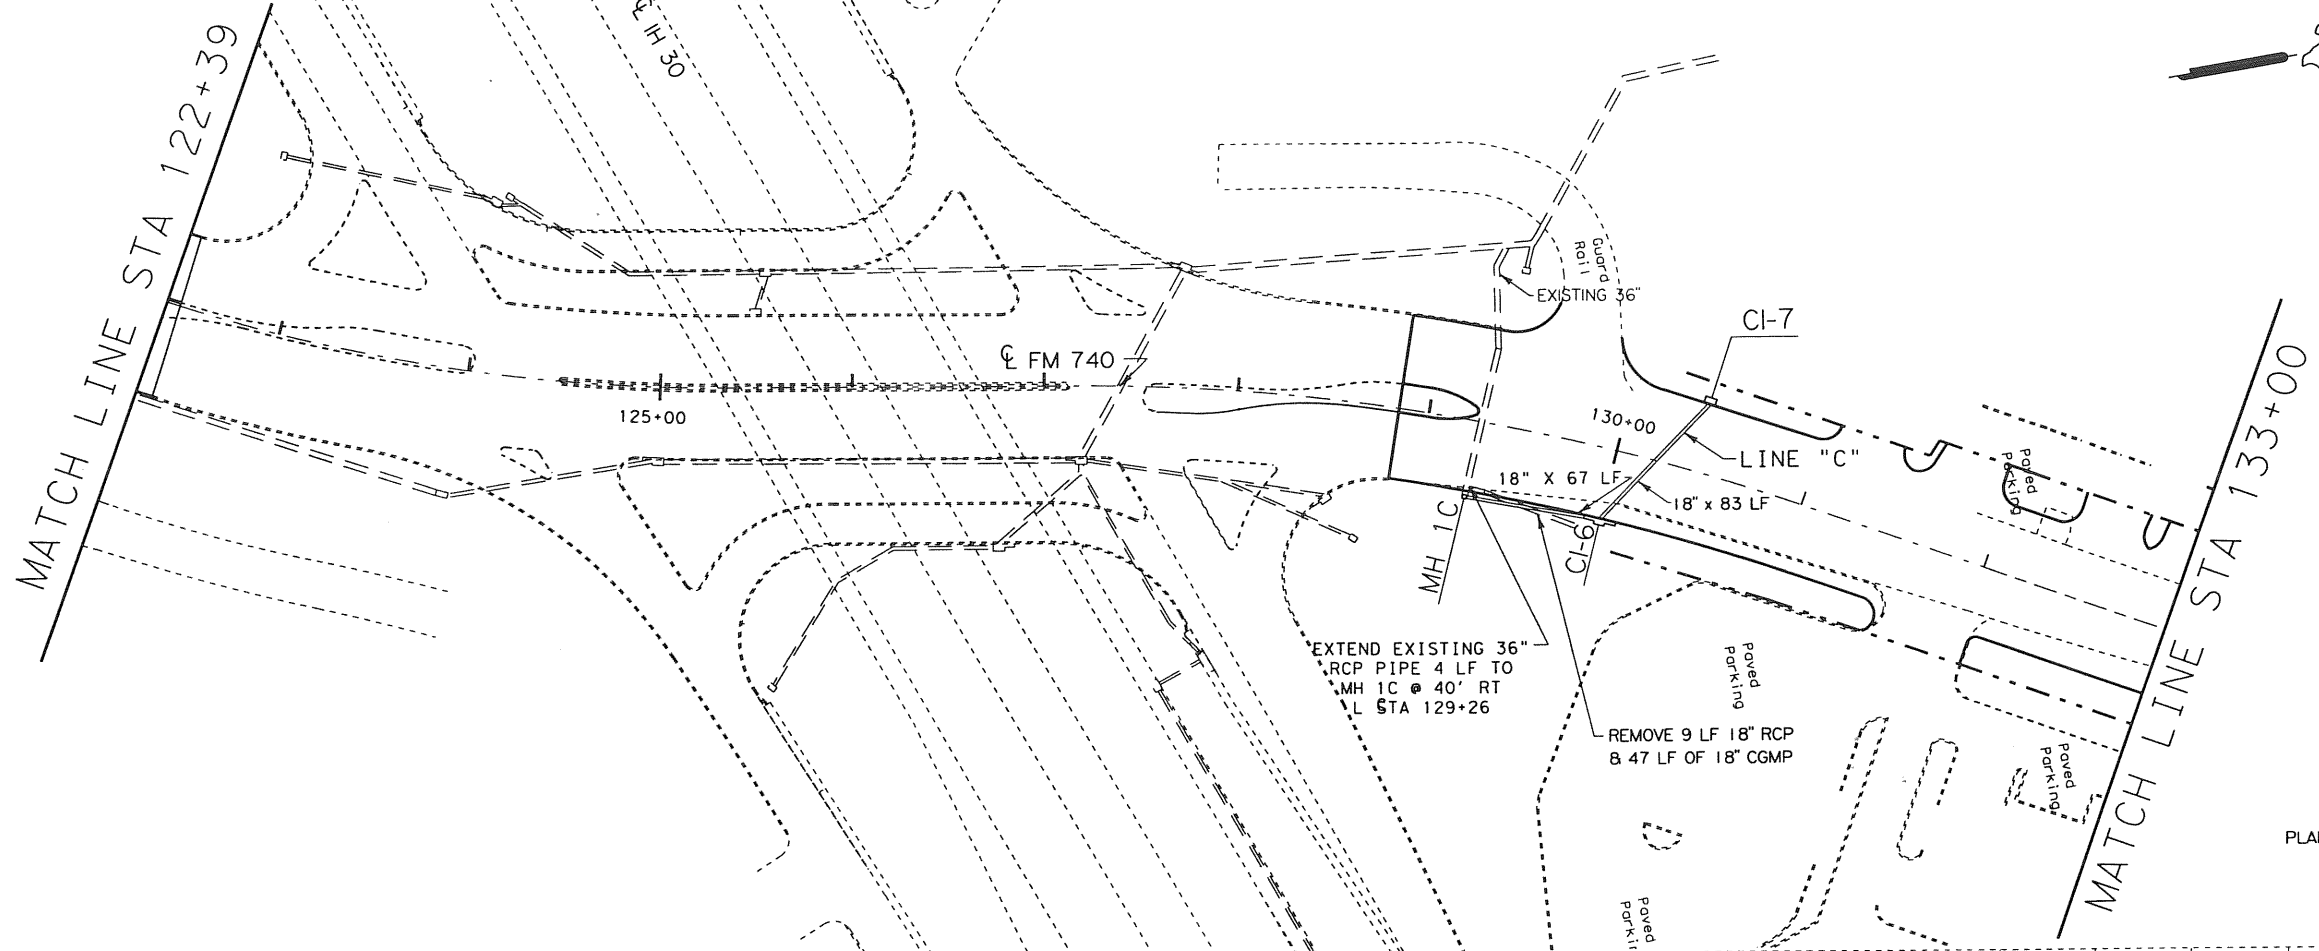 MATCH LINE STA 122+39
℄ IH 30
℄ FM 740
125+00
Guard
Rail
EXISTING 36"
CI-7
130+00
LINE "C"
18" X 67 LF
18" x 83 LF
MH 1C
CI-6
EXTEND EXISTING 36"
RCP PIPE 4 LF TO
MH 1C @ 40' RT
℄ STA 129+26
REMOVE 9 LF 18" RCP
& 47 LF OF 18" CGMP
Paved
Parking
Paved
Parking
Paved
Parking
Paved
MATCH LINE STA 133+00